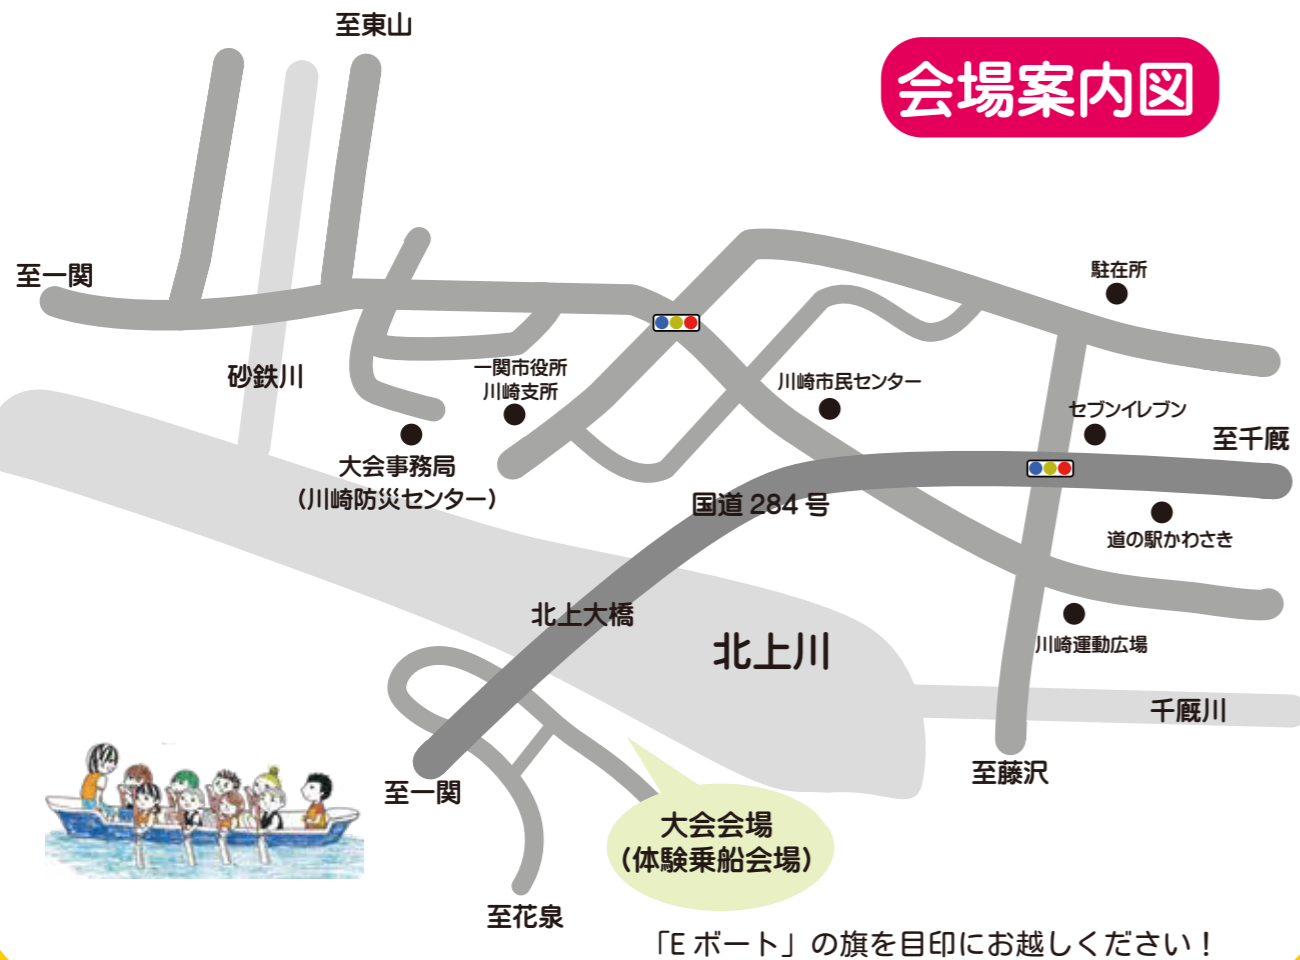 至東山
会場案内図
至一関
駐在所
砂鉄川
一関市役所
川崎支所
川崎市民センター
セブンイレブン
至千厩
大会事務局
（川崎防災センター）
国道 284 号
道の駅かわさき
北上大橋
北上川
川崎運動広場
千厩川
至藤沢
至一関
大会会場
（体験乗船会場）
至花泉
「E ボート」の旗を目印にお越しください！